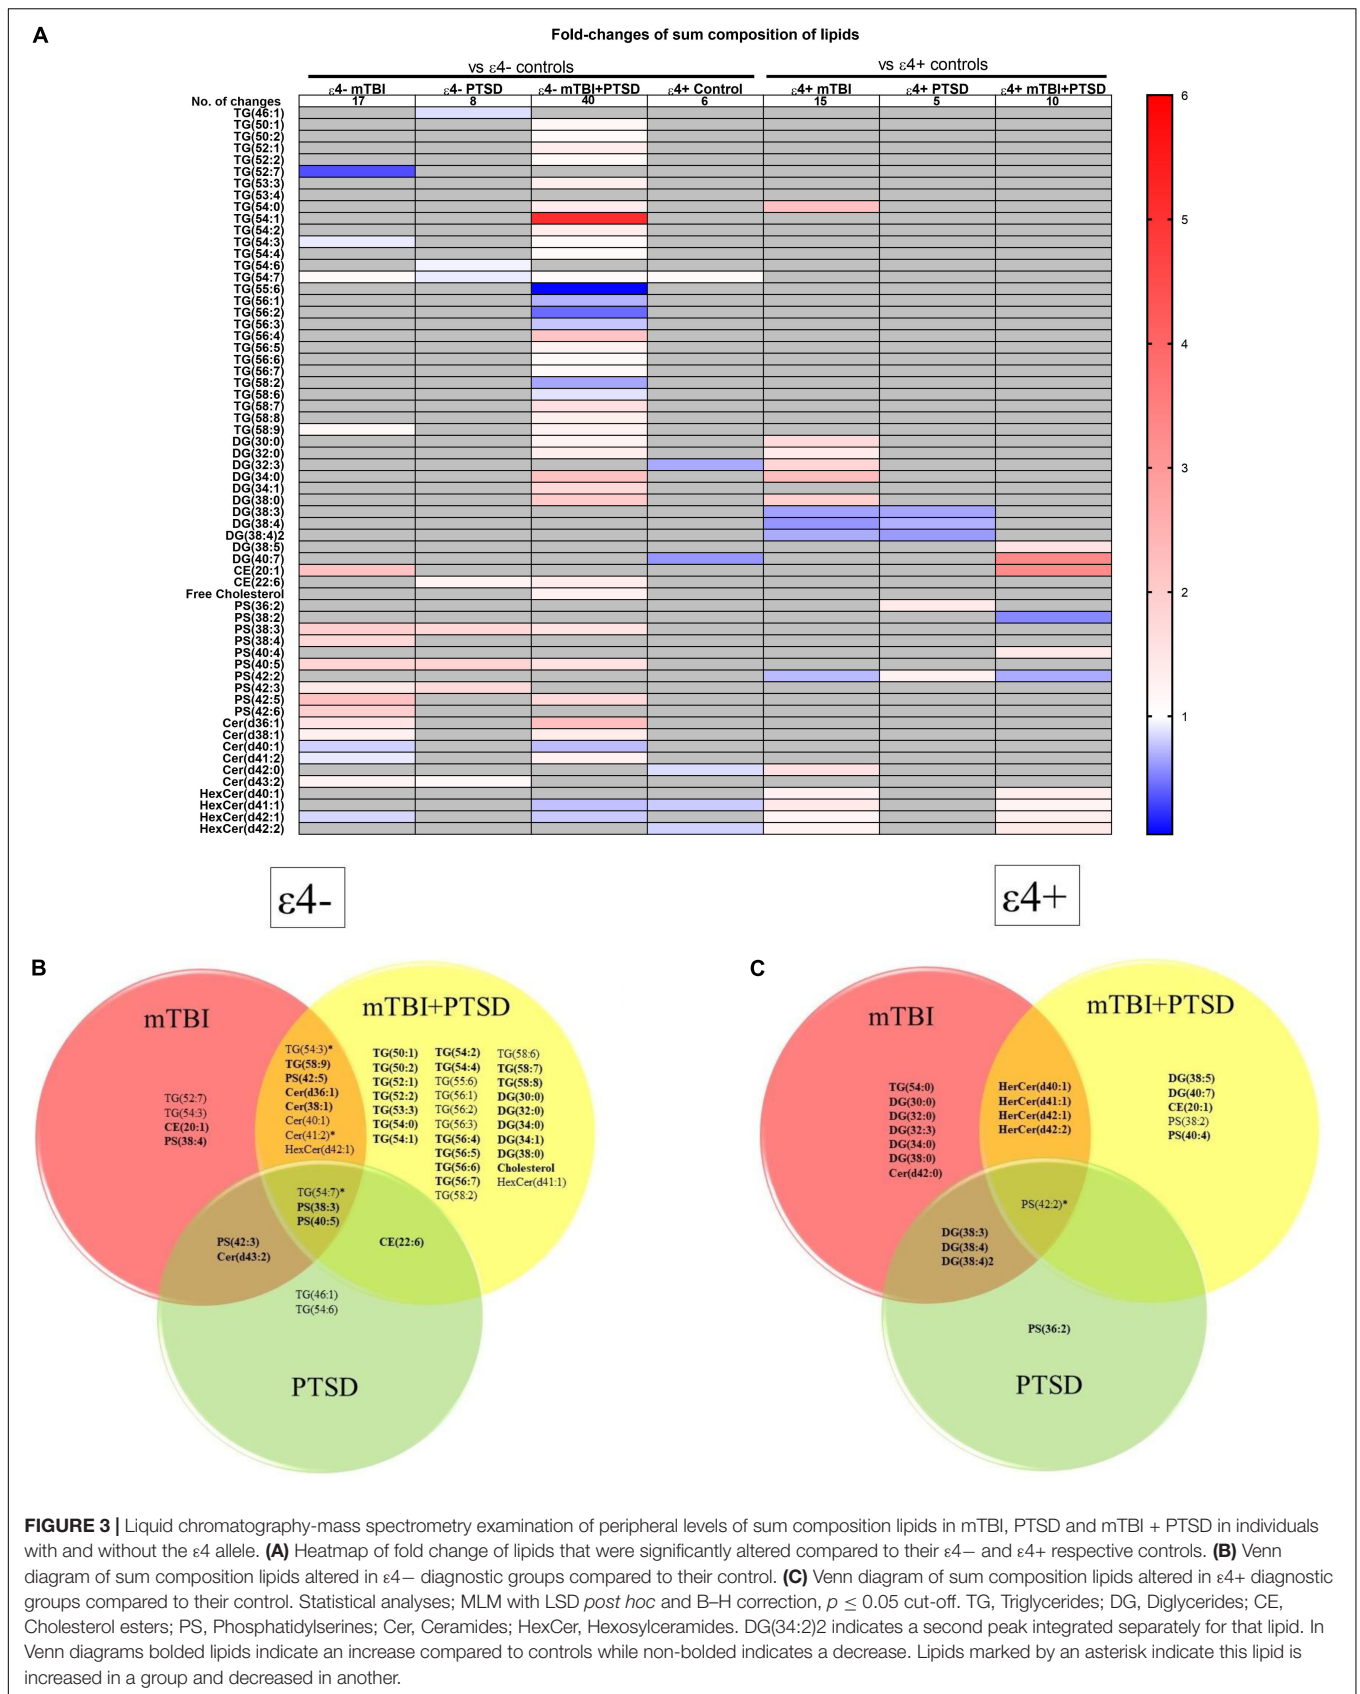 A
Fold-changes of sum composition of lipids
vs ε4- controls
vs ε4+ controls
ε4- mTBI ε4- PTSD ε4- mTBI+PTSD ε4+ Control ε4+ mTBI ε4+ PTSD ε4+ mTBI+PTSD
No. of changes 17 8 40 6 15 5 10
TG(46:1)
TG(50:1)
TG(50:2)
TG(52:1)
TG(52:2)
TG(52:7)
TG(53:3)
TG(53:4)
TG(54:0)
TG(54:1)
TG(54:2)
TG(54:3)
TG(54:4)
TG(54:6)
TG(54:7)
TG(55:6)
TG(56:1)
TG(56:2)
TG(56:3)
TG(56:4)
TG(56:5)
TG(56:6)
TG(56:7)
TG(58:2)
TG(58:6)
TG(58:7)
TG(58:8)
TG(58:9)
DG(30:0)
DG(32:0)
DG(32:3)
DG(34:0)
DG(34:1)
DG(38:0)
DG(38:3)
DG(38:4)
DG(38:4)2
DG(38:5)
DG(40:7)
CE(20:1)
CE(22:6)
Free Cholesterol
PS(36:2)
PS(38:2)
PS(38:3)
PS(38:4)
PS(40:4)
PS(40:5)
PS(42:2)
PS(42:3)
PS(42:5)
PS(42:6)
Cer(d36:1)
Cer(d38:1)
Cer(d40:1)
Cer(d41:2)
Cer(d42:0)
Cer(d43:2)
HexCer(d40:1)
HexCer(d41:1)
HexCer(d42:1)
HexCer(d42:2)
6
5
4
3
2
1
ε4-
ε4+
B
mTBI
mTBI+PTSD
TG(52:7)
TG(54:3)
CE(20:1)
PS(38:4)
TG(54:3)*
TG(58:9)
PS(42:5)
Cer(d36:1)
Cer(38:1)
Cer(40:1)
Cer(41:2)*
HexCer(d42:1)
TG(50:1)
TG(50:2)
TG(52:1)
TG(52:2)
TG(53:3)
TG(54:0)
TG(54:1)
TG(54:2)
TG(54:4)
TG(55:6)
TG(56:1)
TG(56:2)
TG(56:3)
TG(56:4)
TG(56:5)
TG(56:6)
TG(56:7)
TG(58:2)
TG(58:6)
TG(58:7)
TG(58:8)
DG(30:0)
DG(32:0)
DG(34:0)
DG(34:1)
DG(38:0)
Cholesterol
HexCer(d41:1)
TG(54:7)*
PS(38:3)
PS(40:5)
PS(42:3)
Cer(d43:2)
CE(22:6)
TG(46:1)
TG(54:6)
PTSD
C
mTBI
mTBI+PTSD
TG(54:0)
DG(30:0)
DG(32:0)
DG(32:3)
DG(34:0)
DG(38:0)
Cer(d42:0)
HerCer(d40:1)
HerCer(d41:1)
HerCer(d42:1)
HerCer(d42:2)
DG(38:5)
DG(40:7)
CE(20:1)
PS(38:2)
PS(40:4)
PS(42:2)*
DG(38:3)
DG(38:4)
DG(38:4)2
PS(36:2)
PTSD
FIGURE 3 | Liquid chromatography-mass spectrometry examination of peripheral levels of sum composition lipids in mTBI, PTSD and mTBI + PTSD in individuals
with and without the ε4 allele. (A) Heatmap of fold change of lipids that were significantly altered compared to their ε4− and ε4+ respective controls. (B) Venn
diagram of sum composition lipids altered in ε4− diagnostic groups compared to their control. (C) Venn diagram of sum composition lipids altered in ε4+ diagnostic
groups compared to their control. Statistical analyses; MLM with LSD post hoc and B–H correction, p ≤ 0.05 cut-off. TG, Triglycerides; DG, Diglycerides; CE,
Cholesterol esters; PS, Phosphatidylserines; Cer, Ceramides; HexCer, Hexosylceramides. DG(34:2)2 indicates a second peak integrated separately for that lipid. In
Venn diagrams bolded lipids indicate an increase compared to controls while non-bolded indicates a decrease. Lipids marked by an asterisk indicate this lipid is
increased in a group and decreased in another.